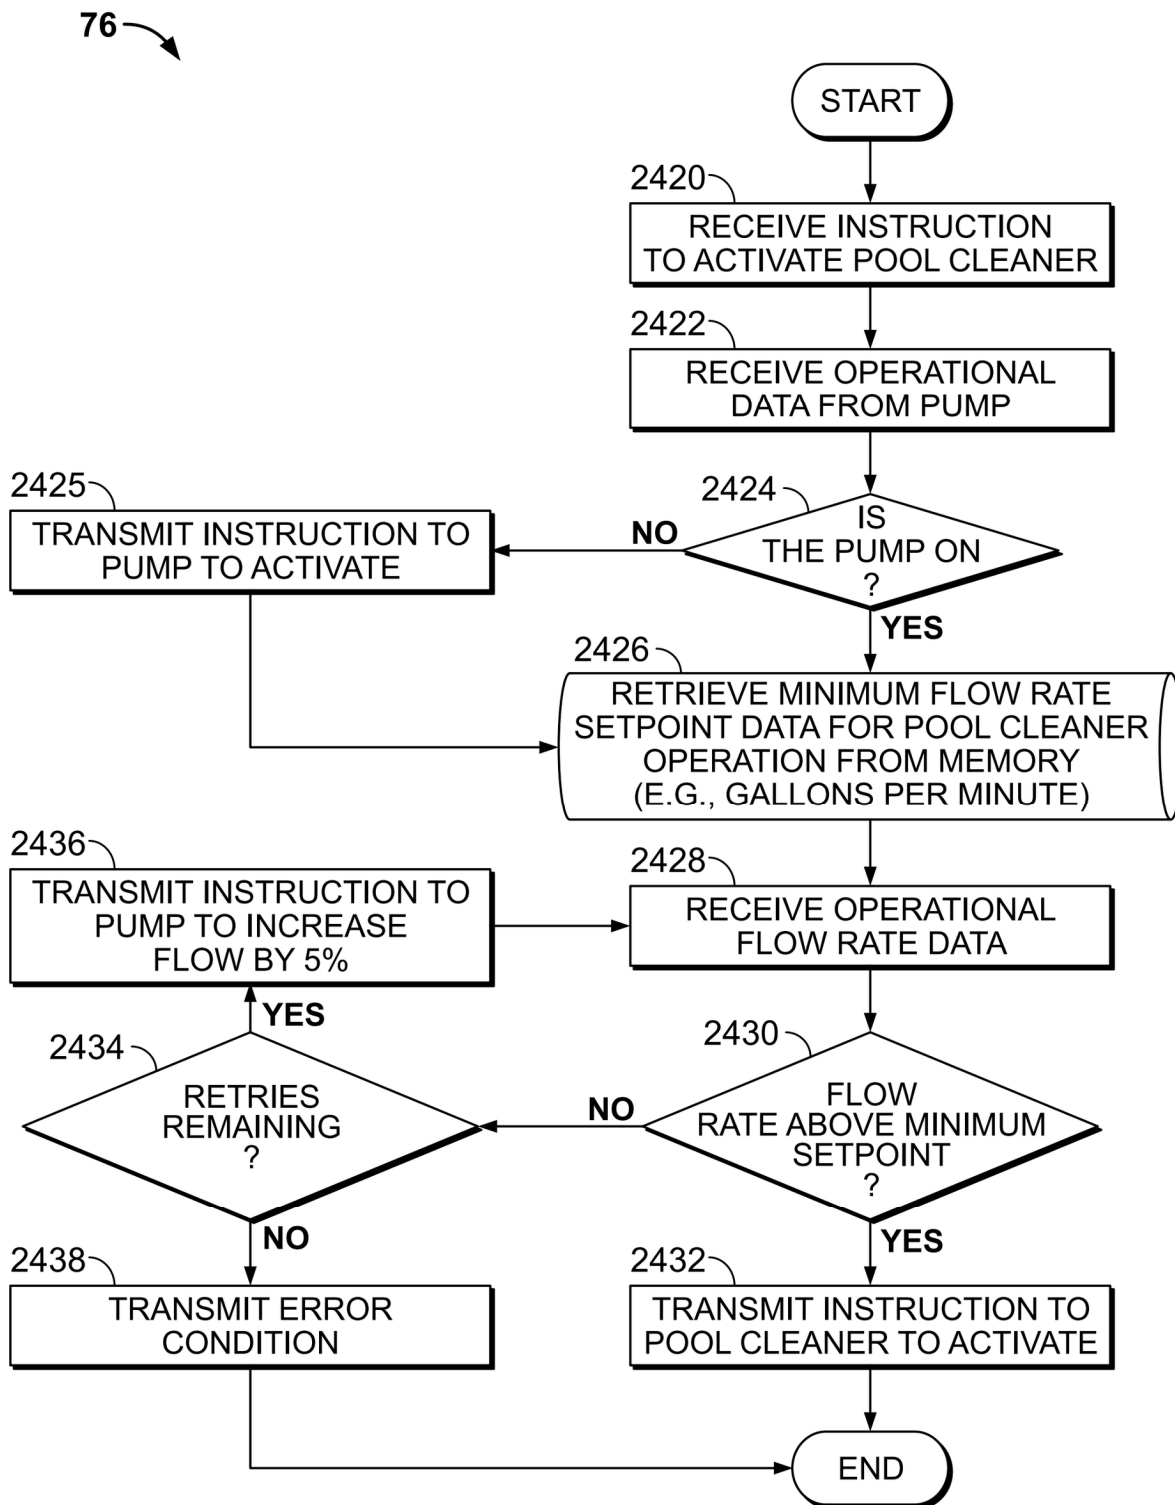 76
START
2420
RECEIVE INSTRUCTION
TO ACTIVATE POOL CLEANER
2422
RECEIVE OPERATIONAL
DATA FROM PUMP
2424
IS
THE PUMP ON
?
NO
YES
2425
TRANSMIT INSTRUCTION TO
PUMP TO ACTIVATE
2426
RETRIEVE MINIMUM FLOW RATE
SETPOINT DATA FOR POOL CLEANER
OPERATION FROM MEMORY
(E.G., GALLONS PER MINUTE)
2436
TRANSMIT INSTRUCTION TO
PUMP TO INCREASE
FLOW BY 5%
2428
RECEIVE OPERATIONAL
FLOW RATE DATA
YES
2434
RETRIES
REMAINING
?
NO
2430
FLOW
RATE ABOVE MINIMUM
SETPOINT
?
NO
YES
2438
TRANSMIT ERROR
CONDITION
2432
TRANSMIT INSTRUCTION TO
POOL CLEANER TO ACTIVATE
END